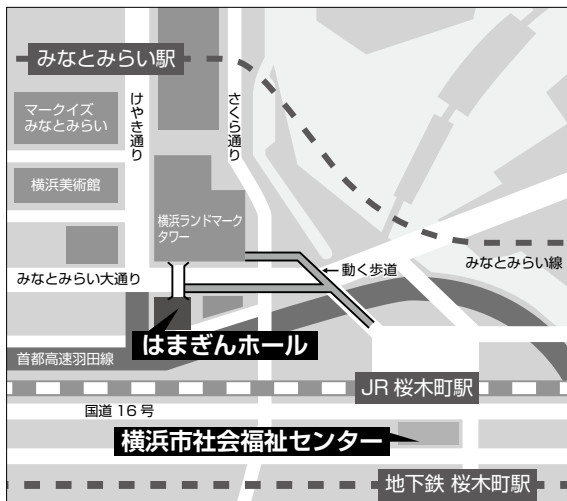 みなとみらい駅
マークイズ
みなとみらい
けやき通り
さくら通り
横浜美術館
横浜ランドマーク
タワー
みなとみらい大通り
←動く歩道
みなとみらい線
はまぎんホール
首都高速羽田線
JR 桜木町駅
国道 16 号
横浜市社会福祉センター
地下鉄 桜木町駅